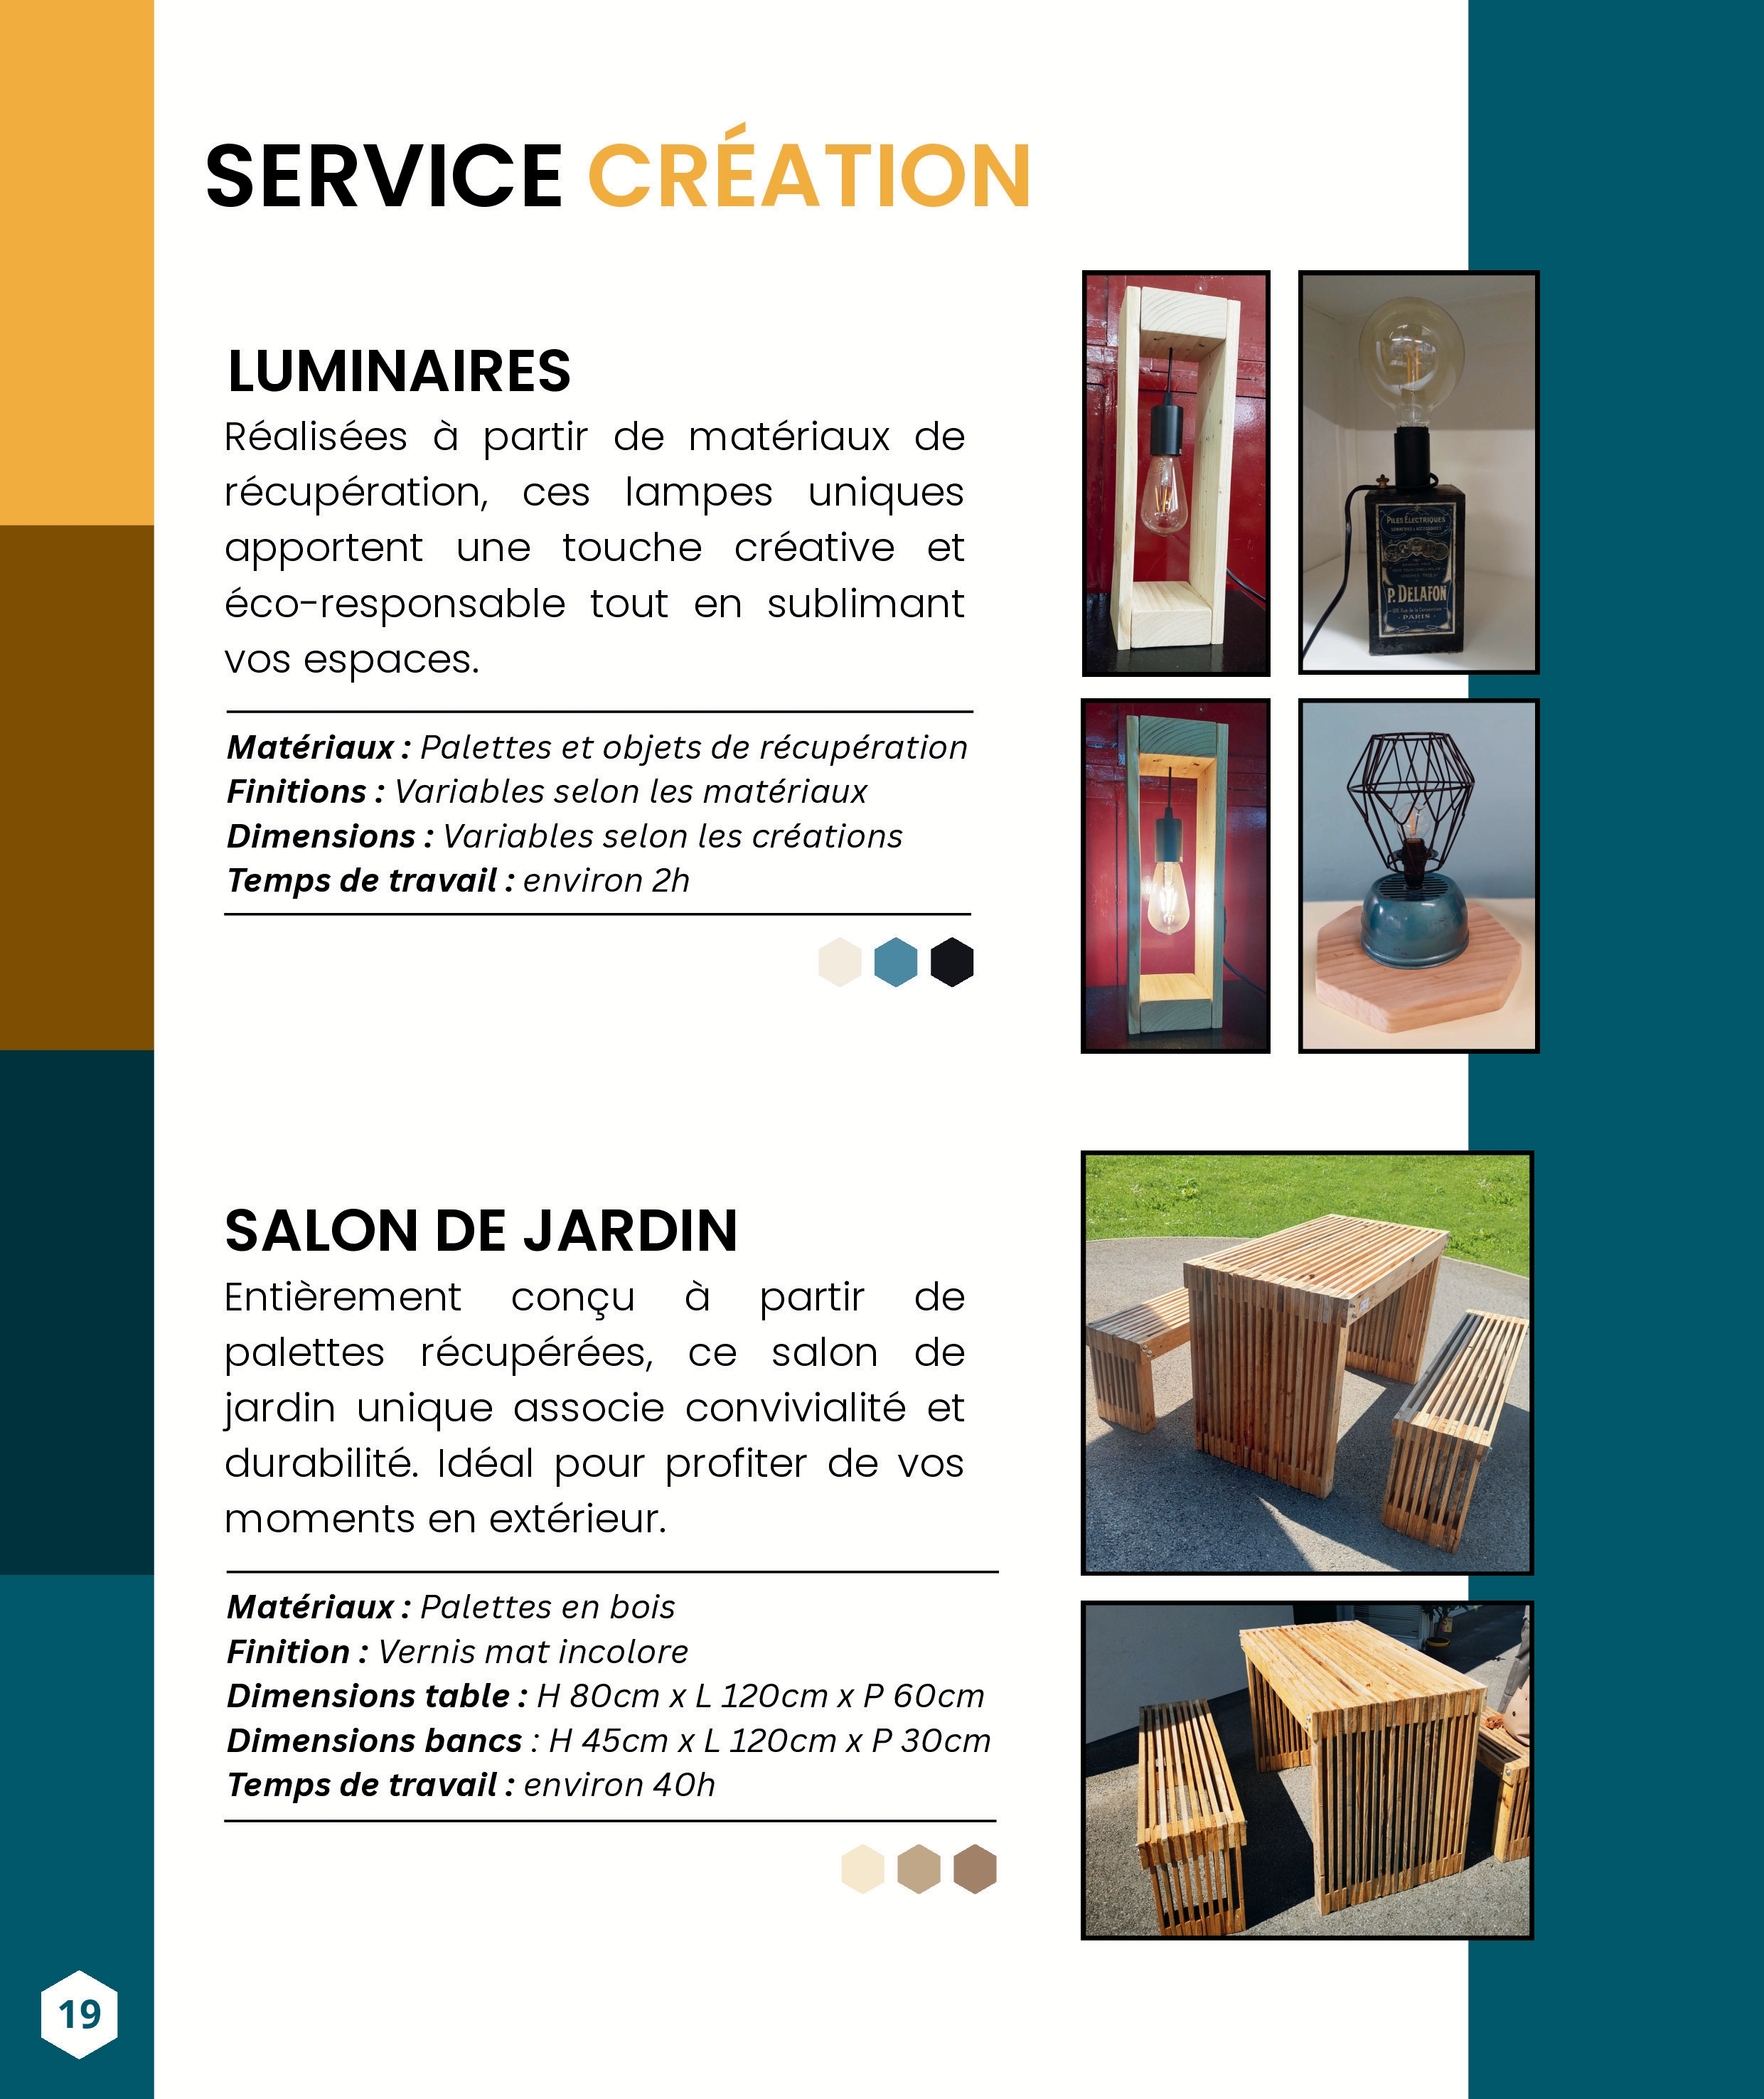 SERVICE CRÉATION
LUMINAIRES
Réalisées à partir de matériaux de
récupération, ces lampes uniques
apportent une touche créative et
éco-responsable tout en sublimant
vos espaces.
Matériaux : Palettes et objets de récupération
Finitions : Variables selon les matériaux
Dimensions : Variables selon les créations
Temps de travail : environ 2h
PILES ELECTRIQUES
P. DELAFON
PARIS
SALON DE JARDIN
Entièrement conçu à partir de
palettes récupérées, ce salon de
jardin unique associe convivialité et
durabilité. Idéal pour profiter de vos
moments en extérieur.
Matériaux : Palettes en bois
Finition : Vernis mat incolore
Dimensions table : H 80cm x L 120cm x P 60cm
Dimensions bancs : H 45cm x L 120cm x P 30cm
Temps de travail : environ 40h
19